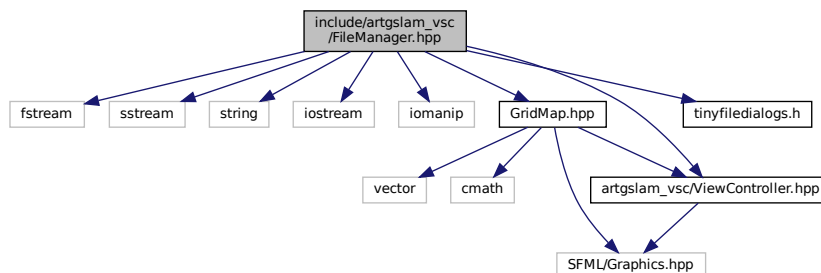 include/artgslam_vsc
/FileManager.hpp
fstream
sstream
string
iostream
iomanip
GridMap.hpp
tinyfiledialogs.h
vector
cmath
artgslam_vsc/ViewController.hpp
SFML/Graphics.hpp